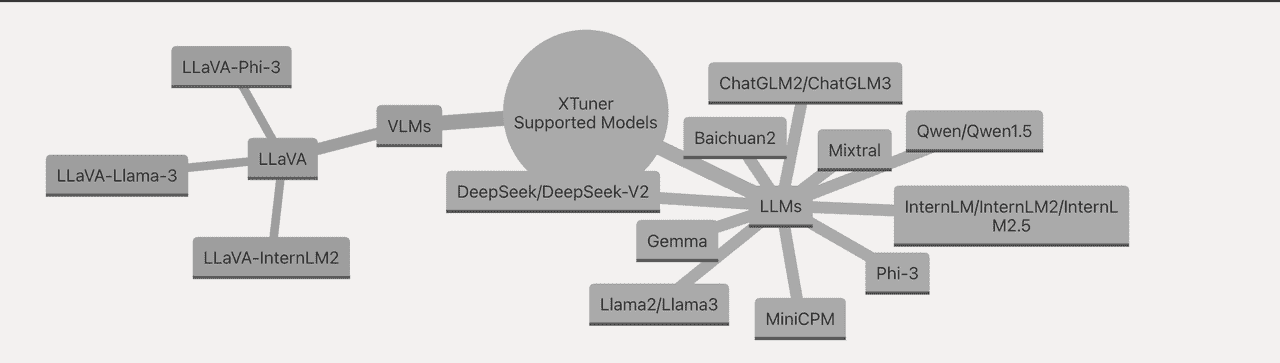 XTuner
Supported Models
VLMs
LLaVA
LLaVA-Phi-3
LLaVA-Llama-3
LLaVA-InternLM2
LLMs
ChatGLM2/ChatGLM3
Baichuan2
Mixtral
Qwen/Qwen1.5
DeepSeek/DeepSeek-V2
InternLM/InternLM2/InternL
M2.5
Gemma
Phi-3
Llama2/Llama3
MiniCPM